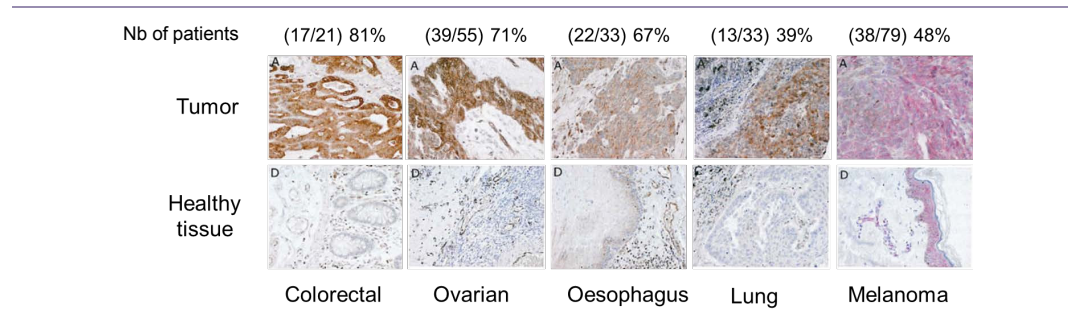 Nb of patients (17/21) 81% (39/55) 71% (22/33) 67% (13/33) 39% (38/79) 48%
A A A A A
Tumor
D D D D
Healthy
tissue
Colorectal Ovarian Oesophagus Lung Melanoma